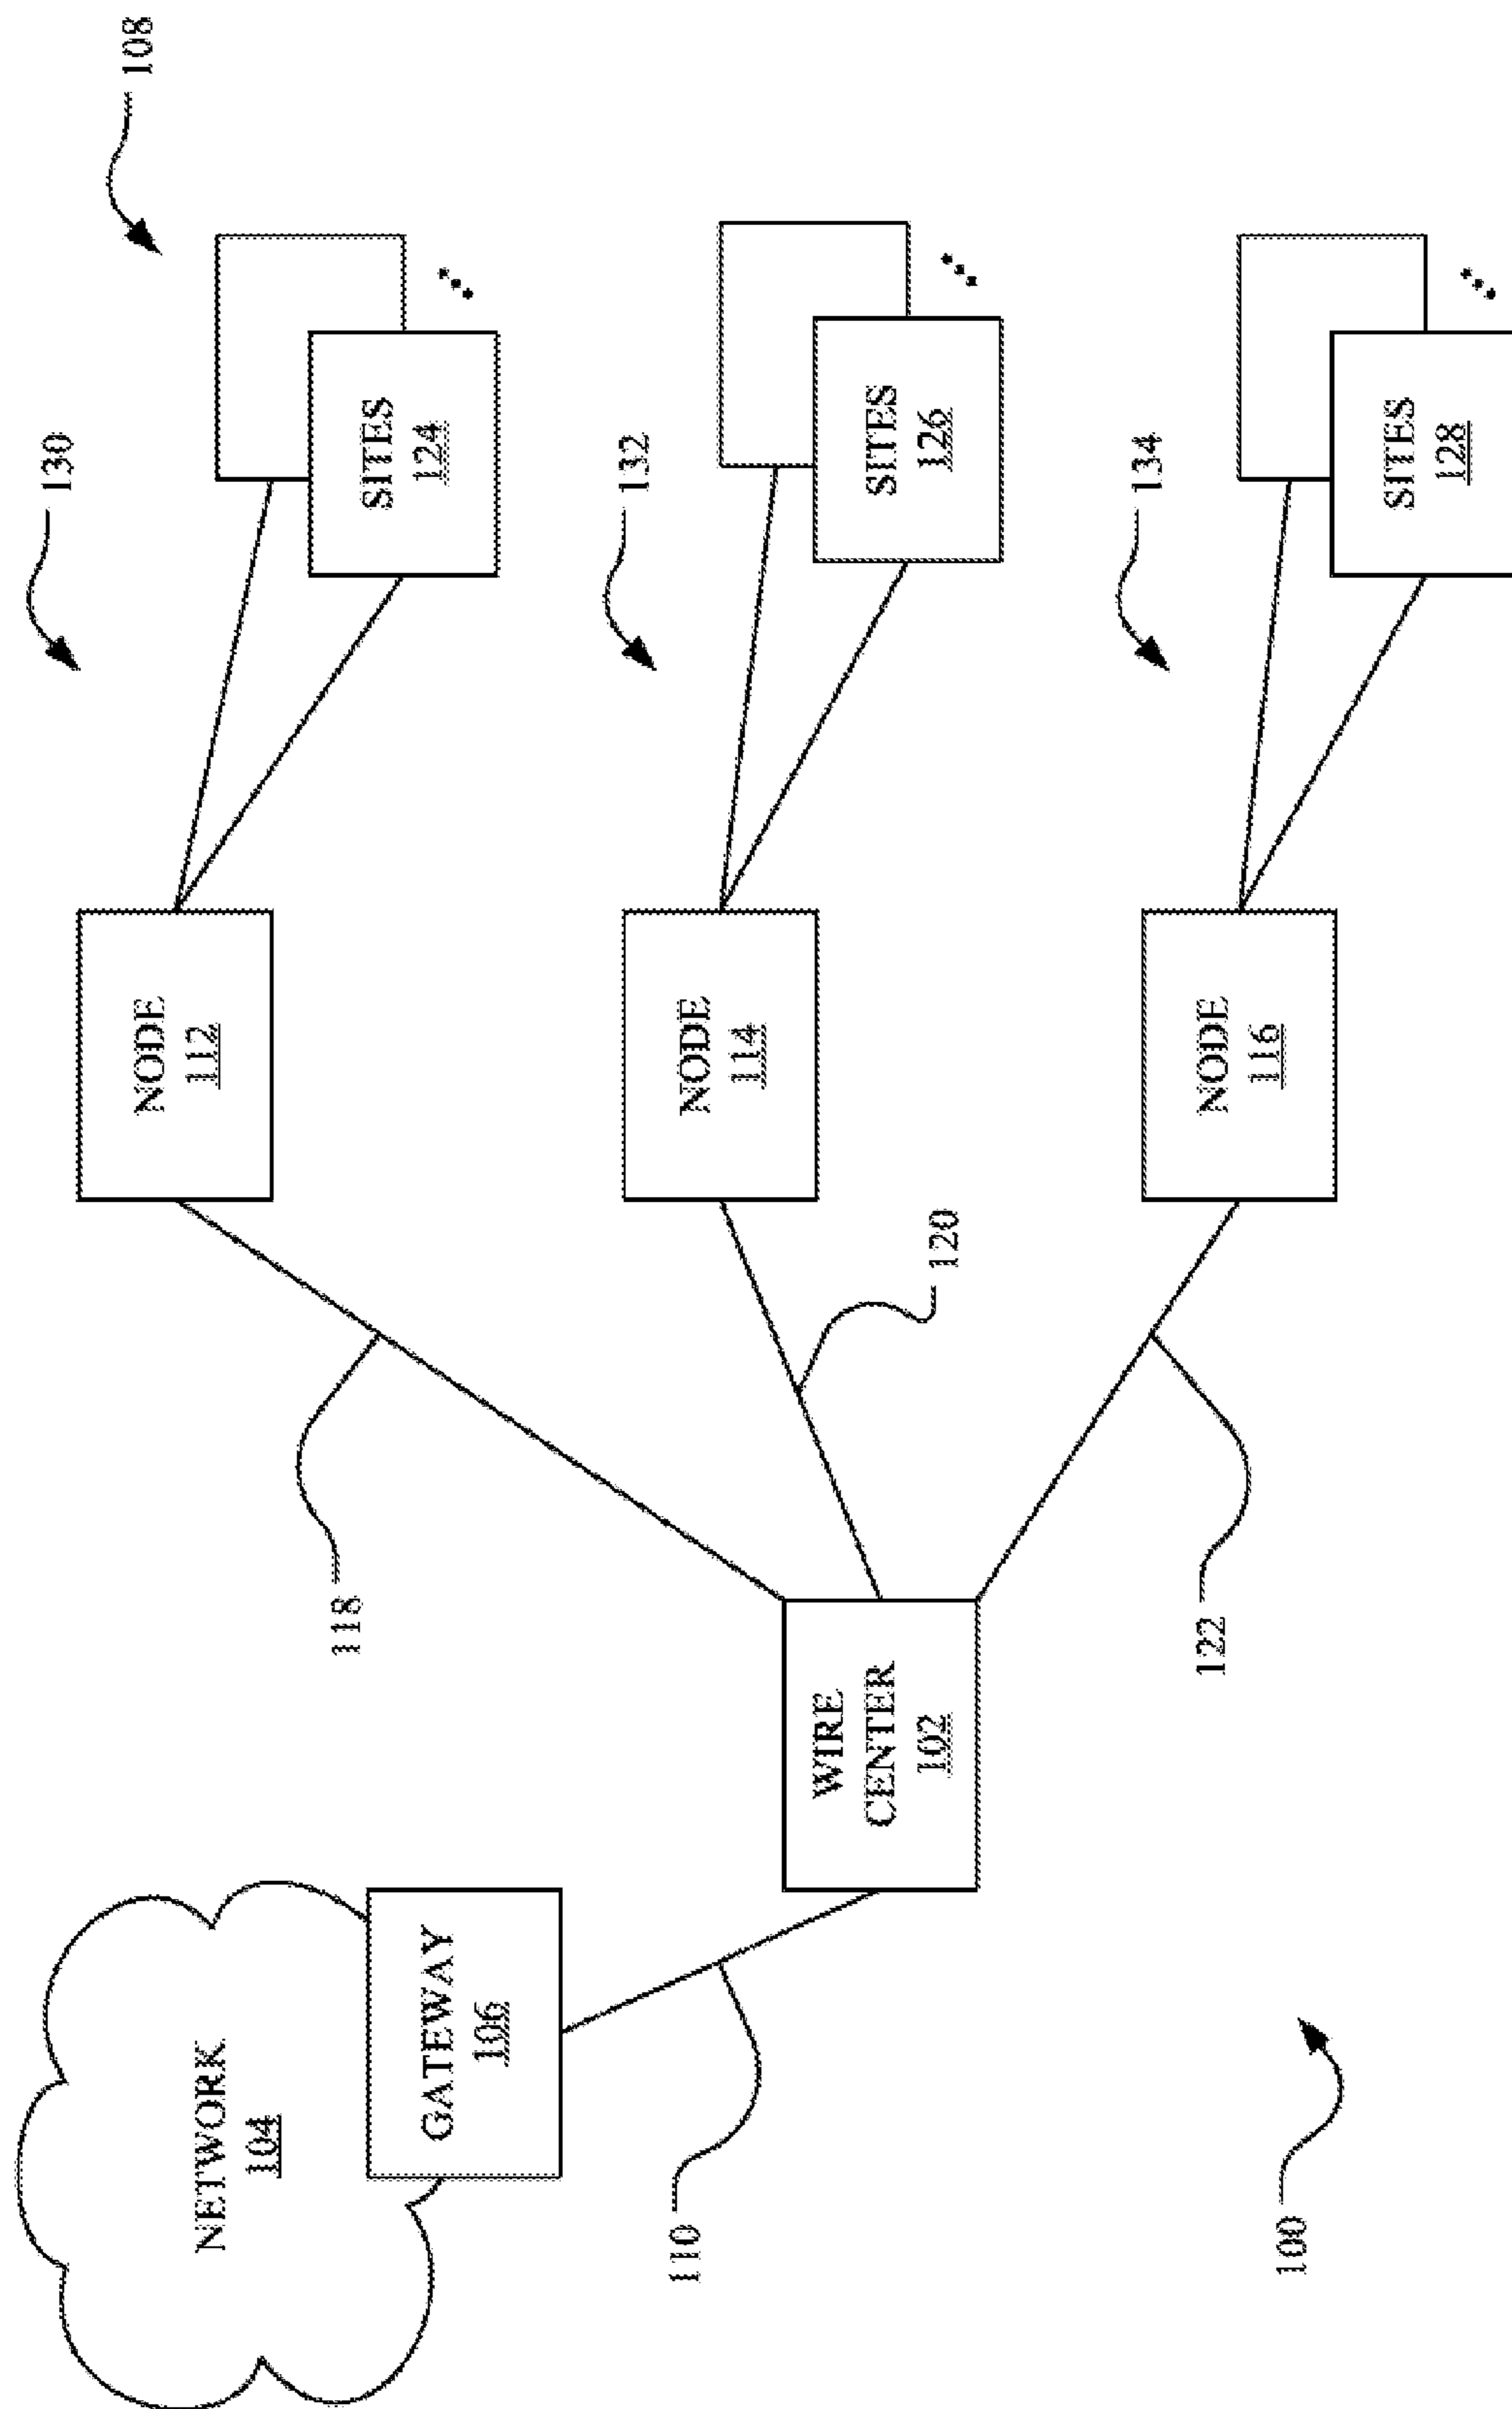 NETWORK
104
GATEWAY
106
110
100
WIRE
CENTER
102
118
120
122
NODE
112
NODE
114
NODE
116
130
132
134
SITES
124
SITES
126
SITES
128
108